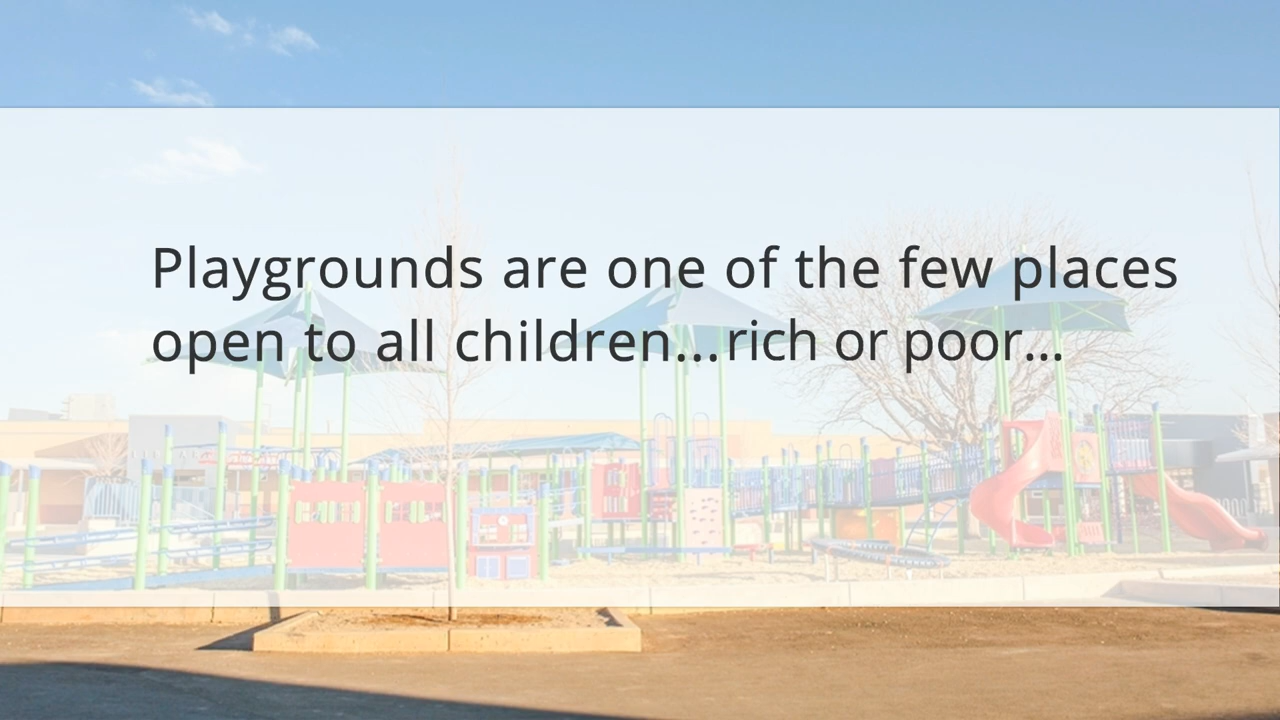 Playgrounds are one of the few places
open to all children...rich or poor...